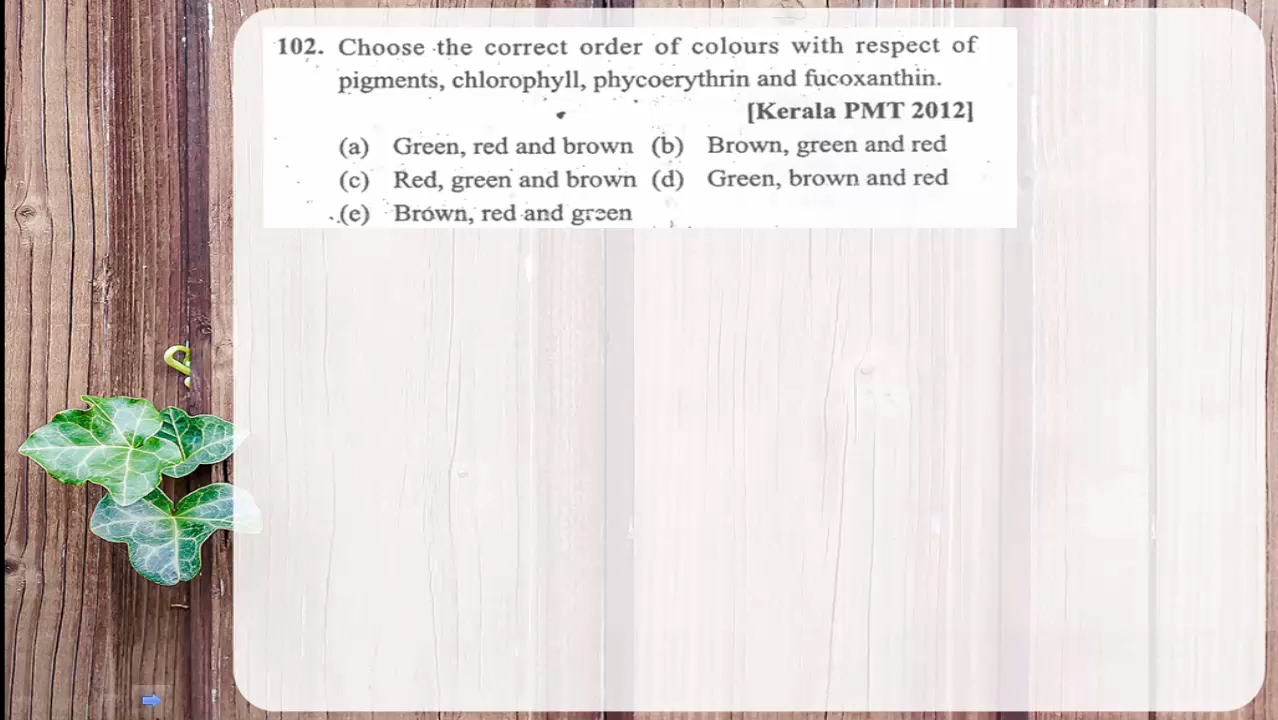 102. Choose the correct order of colours with respect of
pigments, chlorophyll, phycoerythrin and fucoxanthin.
[Kerala PMT 2012]
(a) Green, red and brown (b) Brown, green and red
(c) Red, green and brown (d) Green, brown and red
(e) Brown, red and green